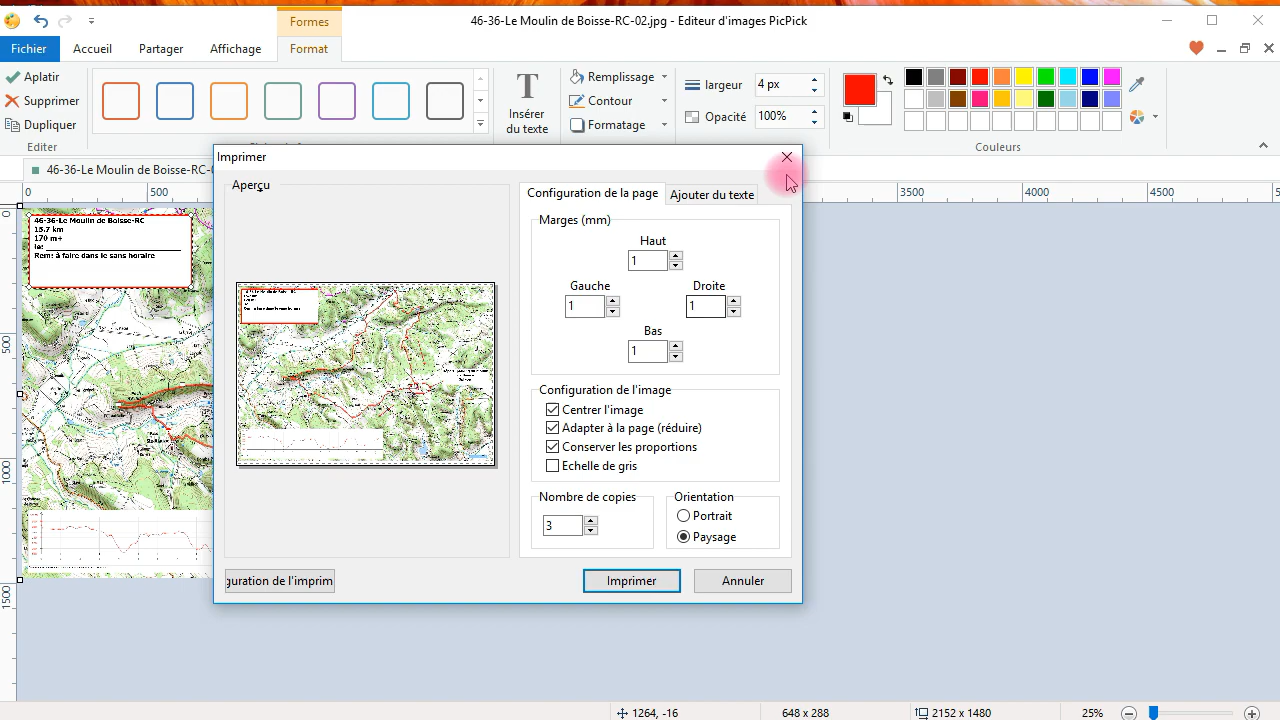 46-36-Le Moulin de Boisse-RC-02.jpg - Editeur d'images PicPick
Formes
Fichier
Accueil
Partager
Affichage
Format
Aplatir
Supprimer
Dupliquer
Editer
Insérer
du texte
Remplissage
Contour
Formatage
largeur
4 px
Opacité
100%
Couleurs
46-36-Le Moulin de Boisse-RC-0
0
500
3500
4000
4500
0
500
1000
1500
46-36-Le Moulin de Boisse-RC
15.7 km
170 m+
le:
Rem: à faire dans le sans horaire
Imprimer
Aperçu
Configuration de la page
Ajouter du texte
Marges (mm)
Haut
1
Gauche
1
Droite
1
Bas
1
Configuration de l'image
Centrer l'image
Adapter à la page (réduire)
Conserver les proportions
Echelle de gris
Nombre de copies
3
Orientation
Portrait
Paysage
guration de l'imprim
Imprimer
Annuler
1264, -16
648 x 288
2152 x 1480
25%